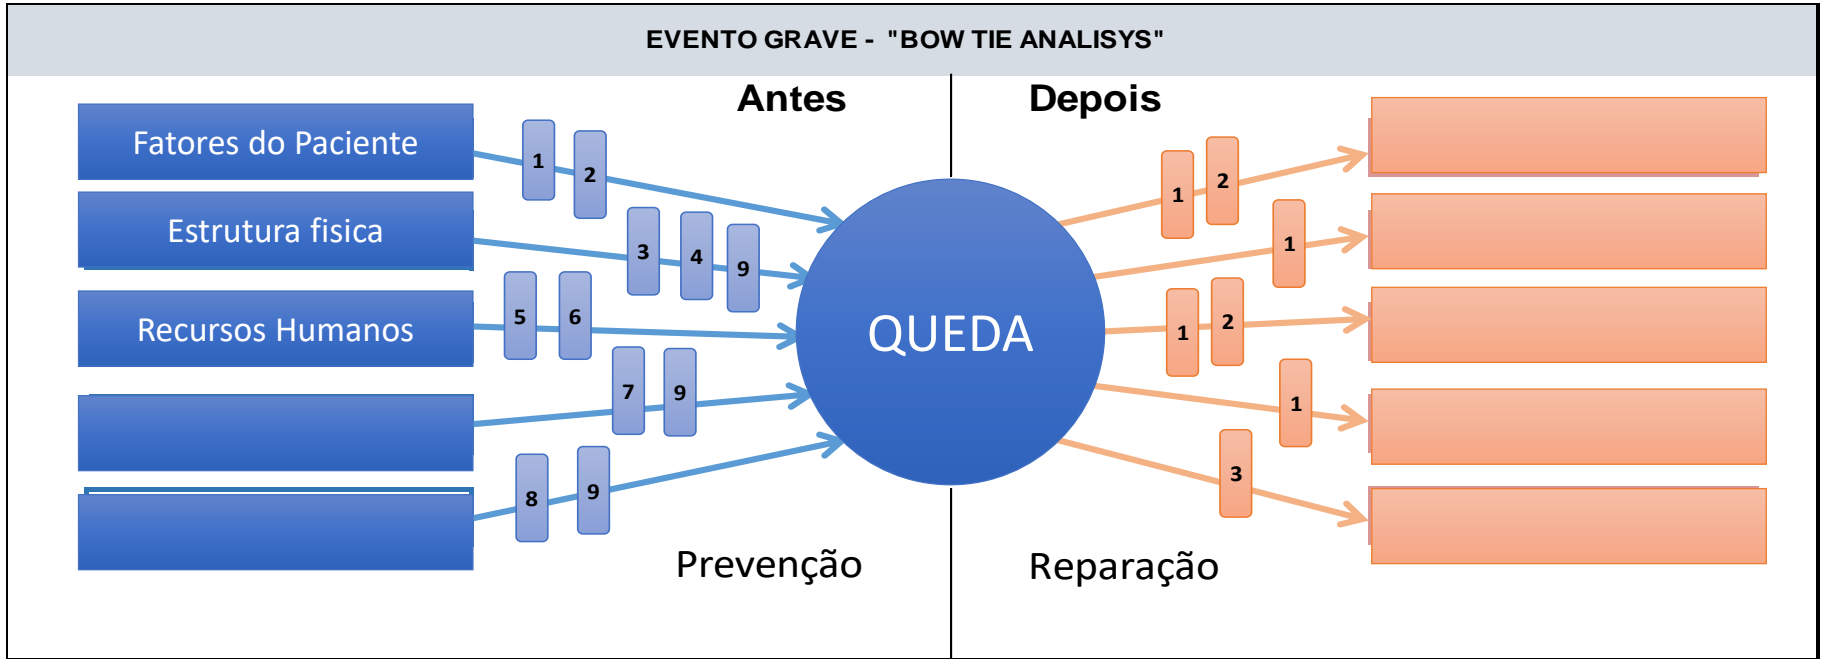 EVENTO GRAVE - "BOW TIE ANALISYS"
Antes
Depois
Fatores do Paciente
1
2
1
2
Estrutura fisica
3
4
9
1
Recursos Humanos
5
6
QUEDA
1
2
7
9
1
8
9
3
Prevenção
Reparação